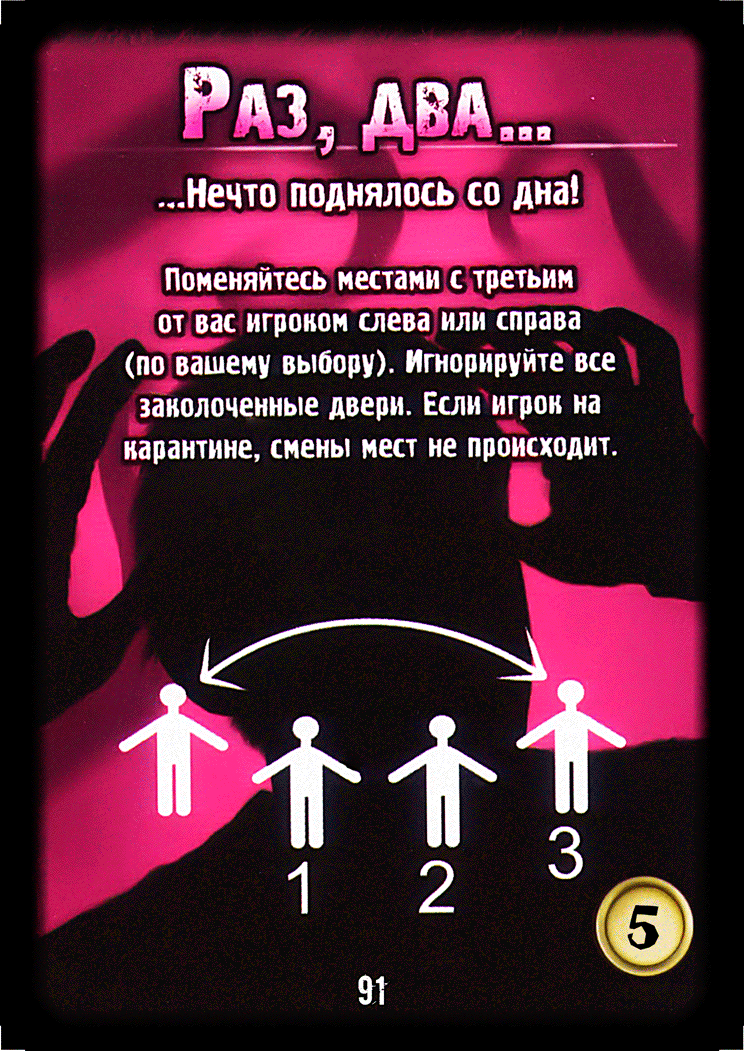 Раз, два...
...Нечто поднялось со дна!
Поменяйтесь местами с третьим
от вас игроком слева или справа
(по вашему выбору). Игнорируйте все
заколоченные двери. Если игрок на
карантине, смены мест не происходит.
1
2
3
5
91